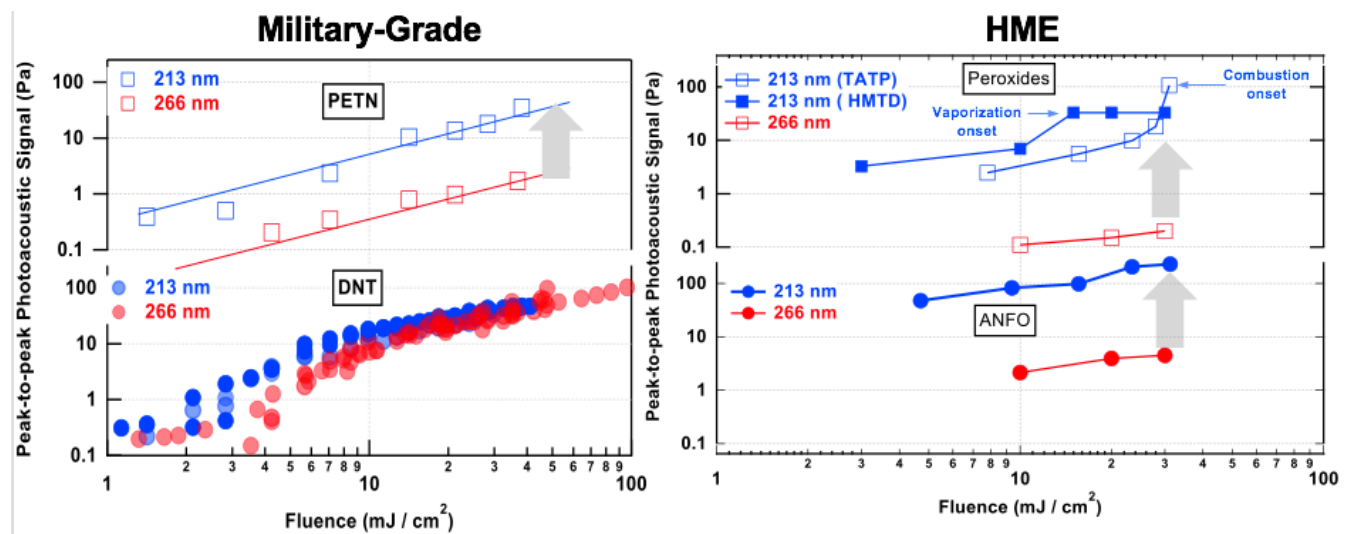 Military-Grade
Peak-to-peak Photoacoustic Signal (Pa)
100
10
1
0.1
213 nm
266 nm
PETN
100
10
1
0.1
213 nm
266 nm
DNT
2 3 4 5 6 7 8 9 2 3 4 5 6 7 8 9
1 10 100
Fluence (mJ / cm²)
HME
Peak-to-peak Photoacoustic Signal (Pa)
100
10
1
0.1
213 nm (TATP)
213 nm ( HMTD)
266 nm
Peroxides
Combustion
onset
Vaporization
onset
100
10
1
0.1
213 nm
266 nm
ANFO
2 3 4 5 6 7 8 9 2 3 4 5 6 7 8 9
1 10 100
Fluence (mJ / cm²)